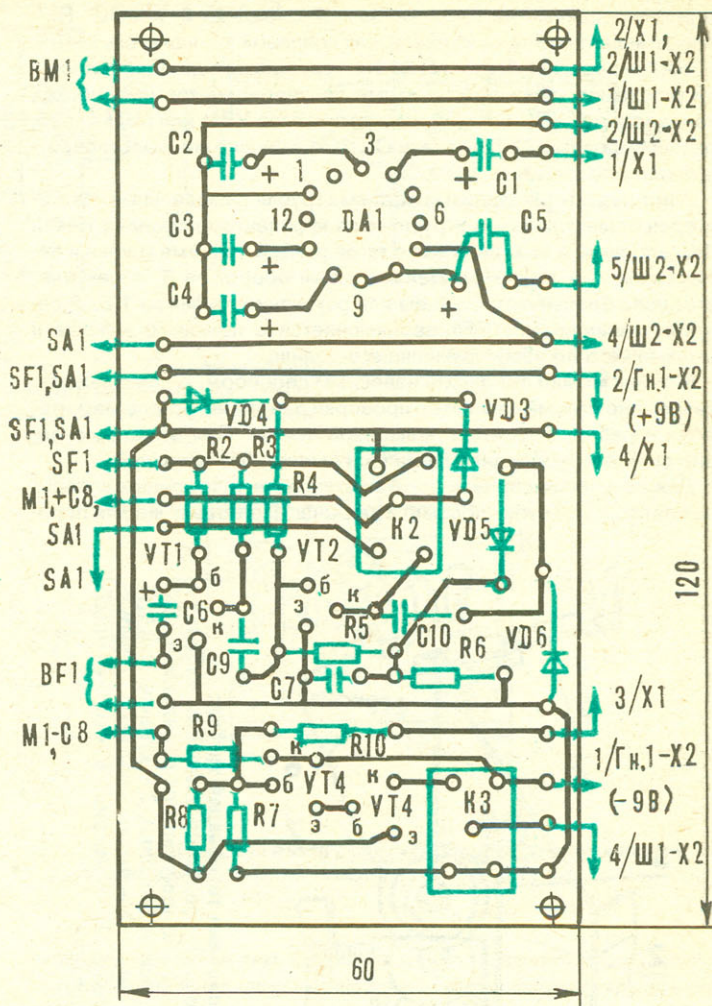 2/X1,
2/Ш1-X2
BM1
1/Ш1-X2
2/Ш2-X2
1/X1
C2
3
1
+
+
C1
12
DA1
6
C5
C3
+
5/Ш2-X2
C4
+
9
+
SA1
4/Ш2-X2
SF1,SA1
2/Гн.1-X2
(+9В)
VD4
VD3
SF1,SA1
4/X1
R2
R3
SF1
R4
M1,+C8,
K2
VD5
SA1
VT1
VT2
SA1
б
б
+
C6
к
э
к
R5
C10
VD6
э
C9
R6
BF1
C7
3/X1
M1-C8
R9
R10
1/Гн.1-X2
(-9В)
к
VT4
к
K3
б
R8
R7
э
б
VT4
э
4/Ш1-X2
60
120